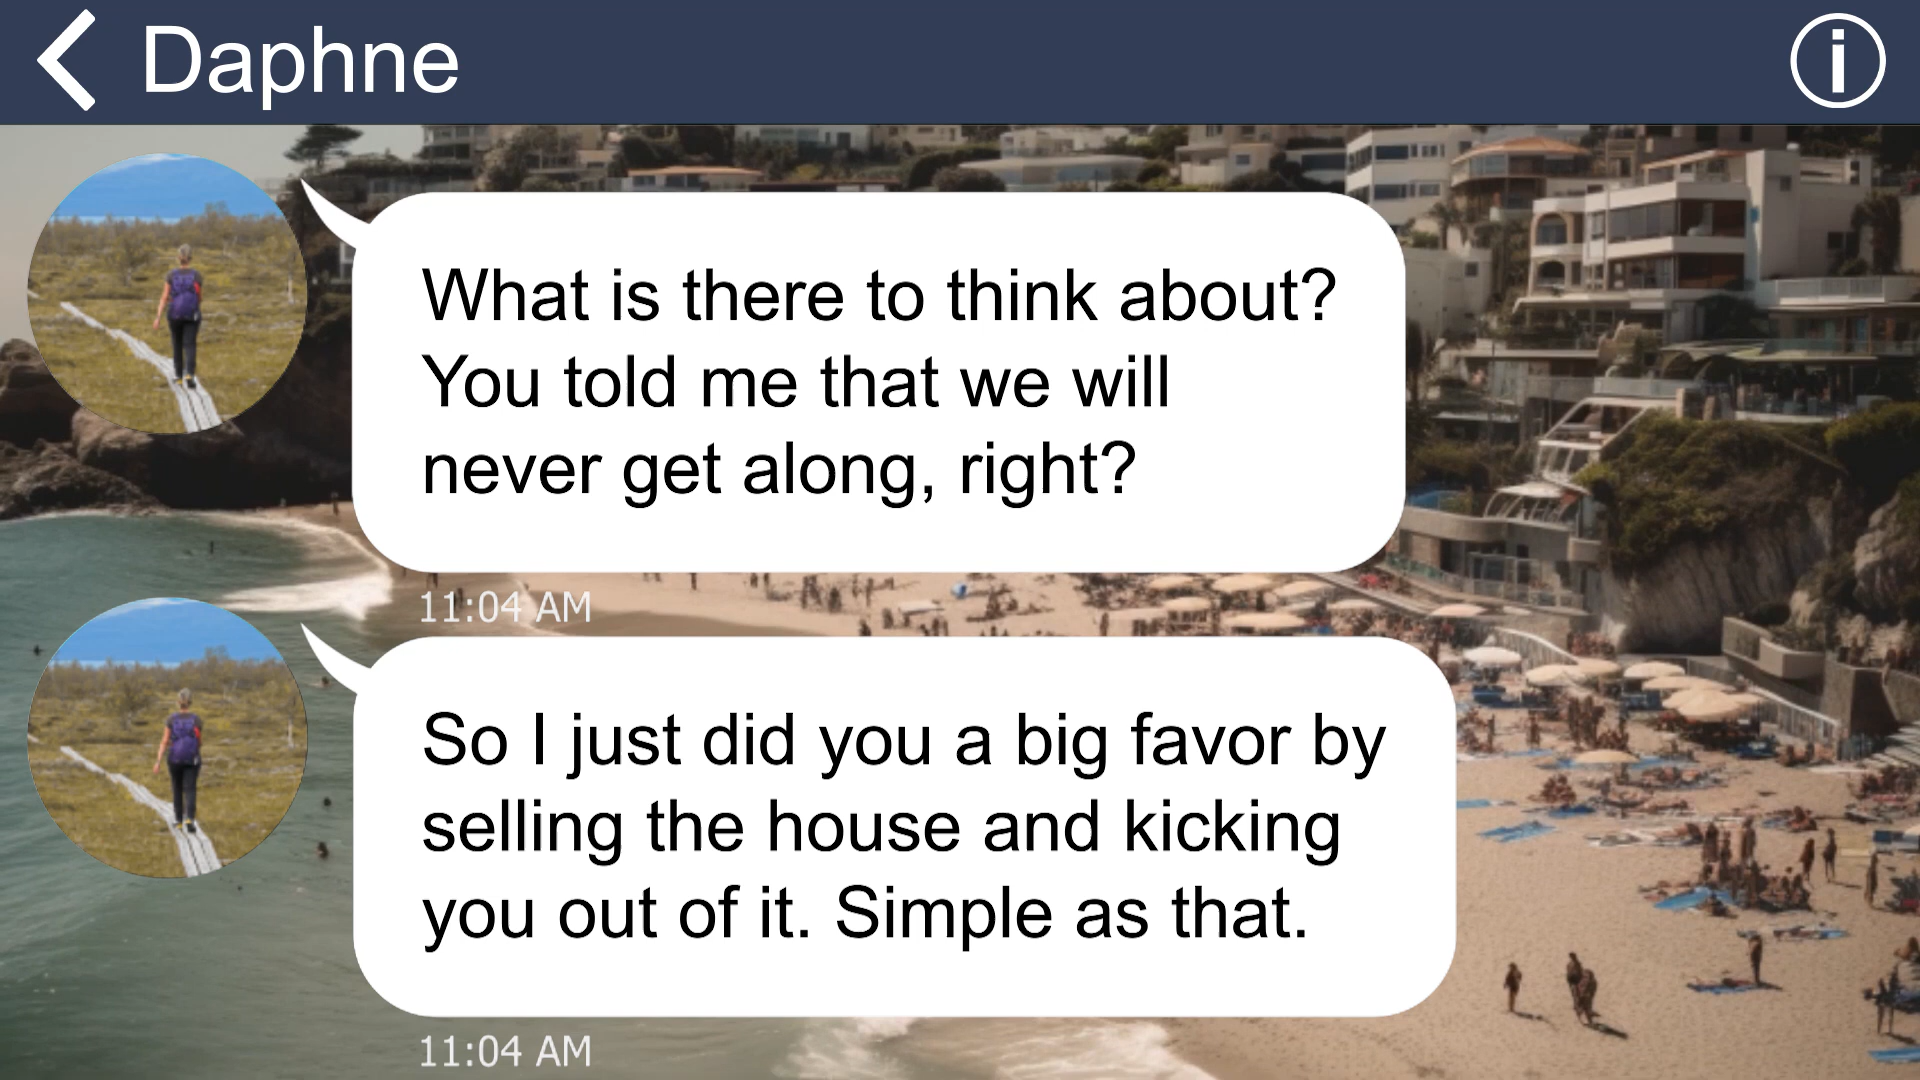 Daphne
What is there to think about?
You told me that we will
never get along, right?
11:04 AM
So I just did you a big favor by
selling the house and kicking
you out of it. Simple as that.
11:04 AM